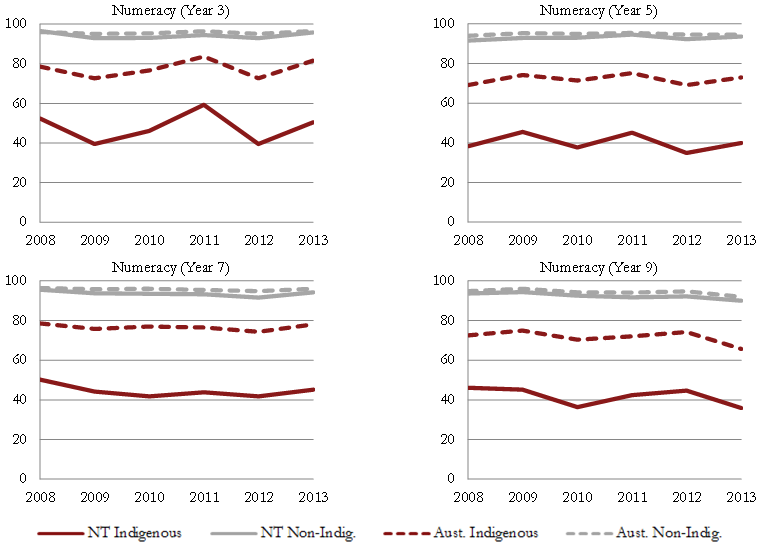 Numeracy (Year 3)
100
80
60
40
20
0
2008 2009 2010 2011 2012 2013
Numeracy (Year 5)
100
80
60
40
20
0
2008 2009 2010 2011 2012 2013
Numeracy (Year 7)
100
80
60
40
20
0
2008 2009 2010 2011 2012 2013
Numeracy (Year 9)
100
80
60
40
20
0
2008 2009 2010 2011 2012 2013
NT Indigenous NT Non-Indig. Aust. Indigenous Aust. Non-Indig.